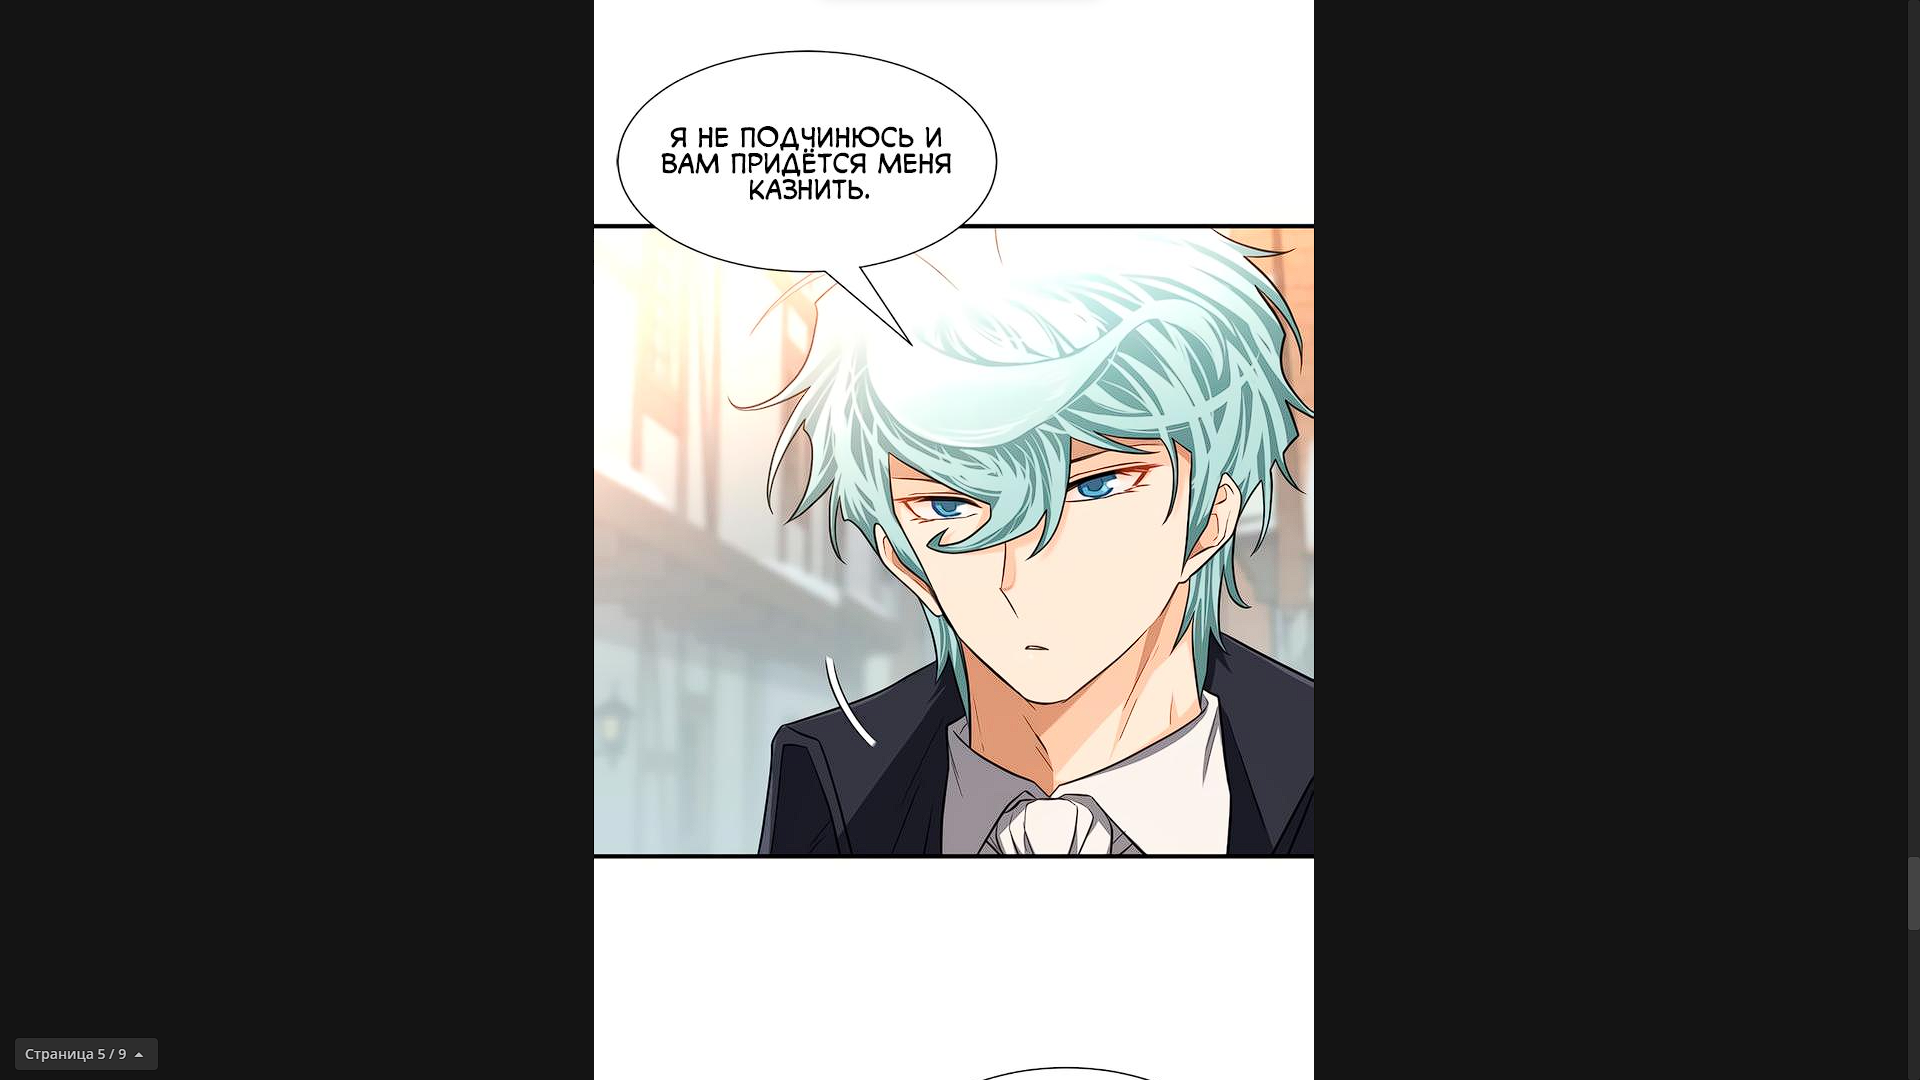 Я НЕ ПОДЧИНЮСЬ И
ВАМ ПРИДЁТСЯ МЕНЯ
КАЗНИТЬ.
Страница 5 / 9